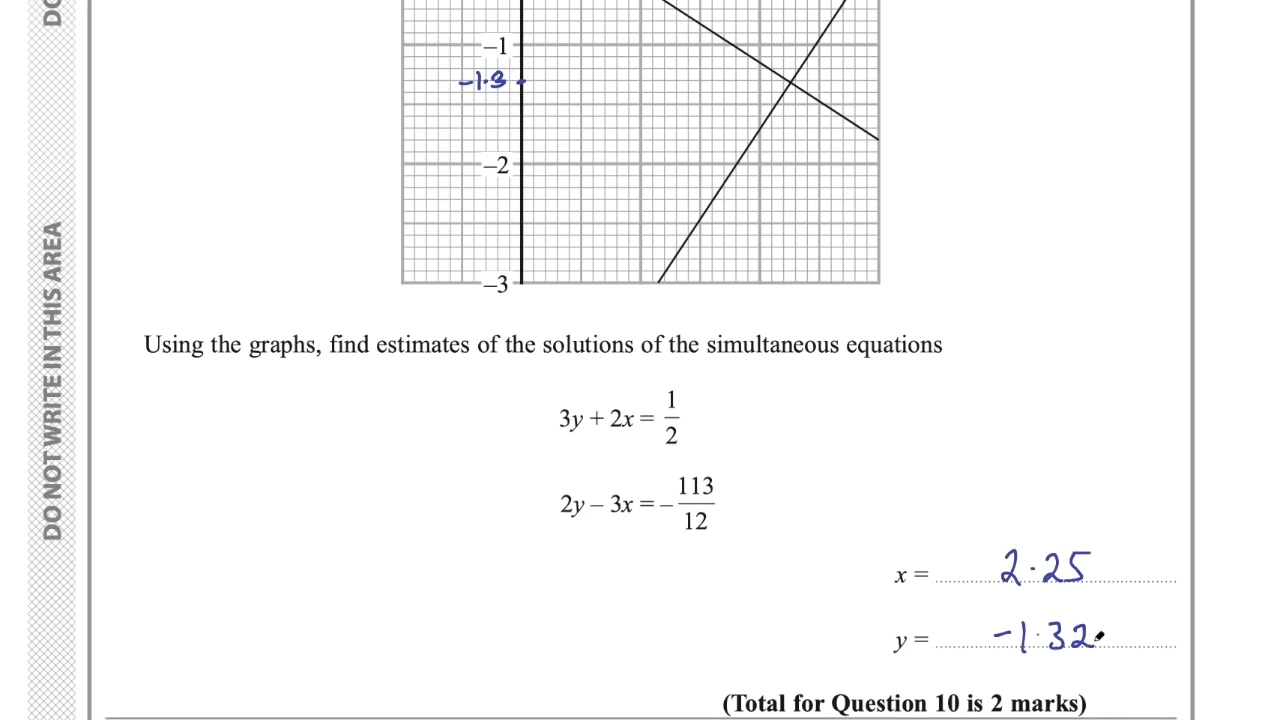 DO
−1
-1.3
−2
−3
DO NOT WRITE IN THIS AREA
Using the graphs, find estimates of the solutions of the simultaneous equations
3y + 2x = 1/2
2y – 3x = – 113/12
x = 2.25
y = -1.32
(Total for Question 10 is 2 marks)